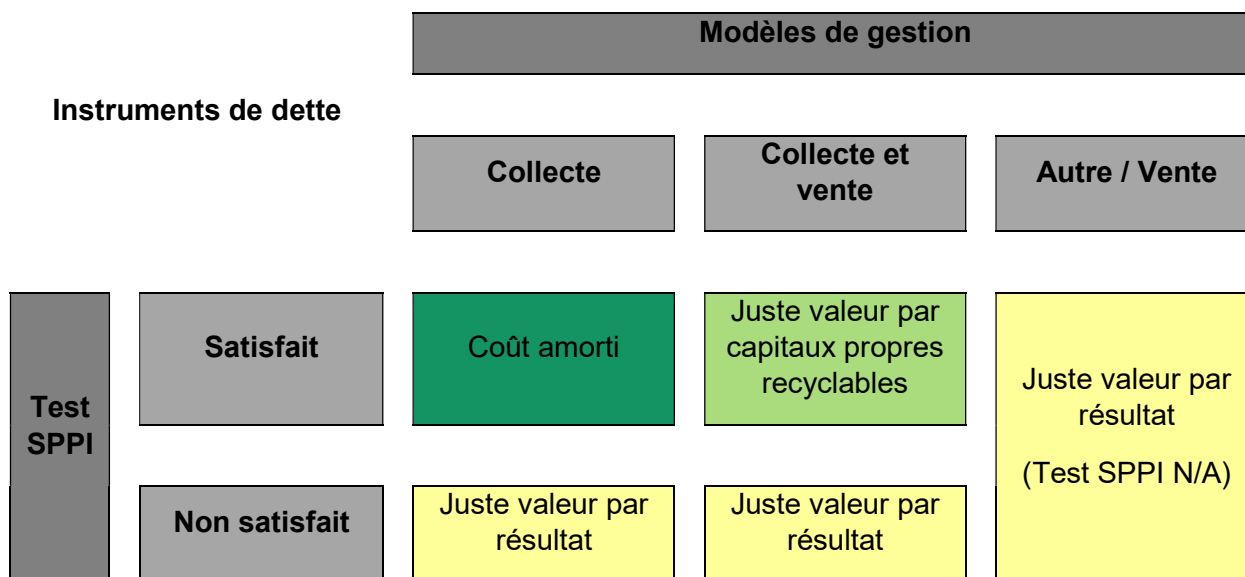 Modèles de gestion
Instruments de dette
Collecte
Collecte et
vente
Autre / Vente
Test
SPPI
Satisfait
Coût amorti
Juste valeur par
capitaux propres
recyclables
Juste valeur par
résultat
(Test SPPI N/A)
Non satisfait
Juste valeur par
résultat
Juste valeur par
résultat